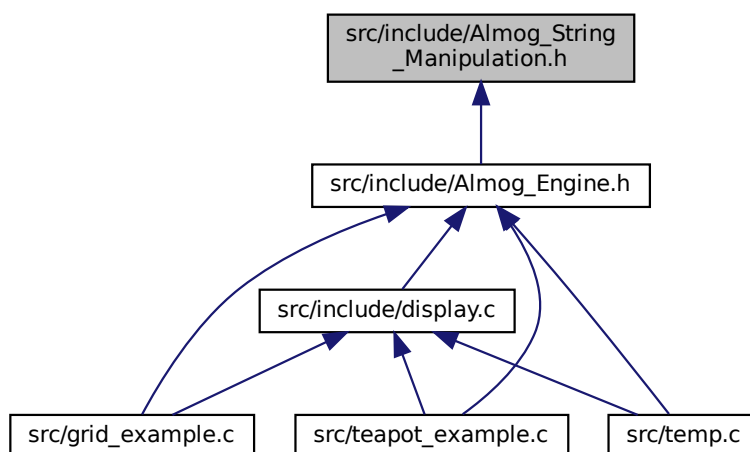 src/include/Almog_String
_Manipulation.h
src/include/Almog_Engine.h
src/include/display.c
src/grid_example.c
src/teapot_example.c
src/temp.c